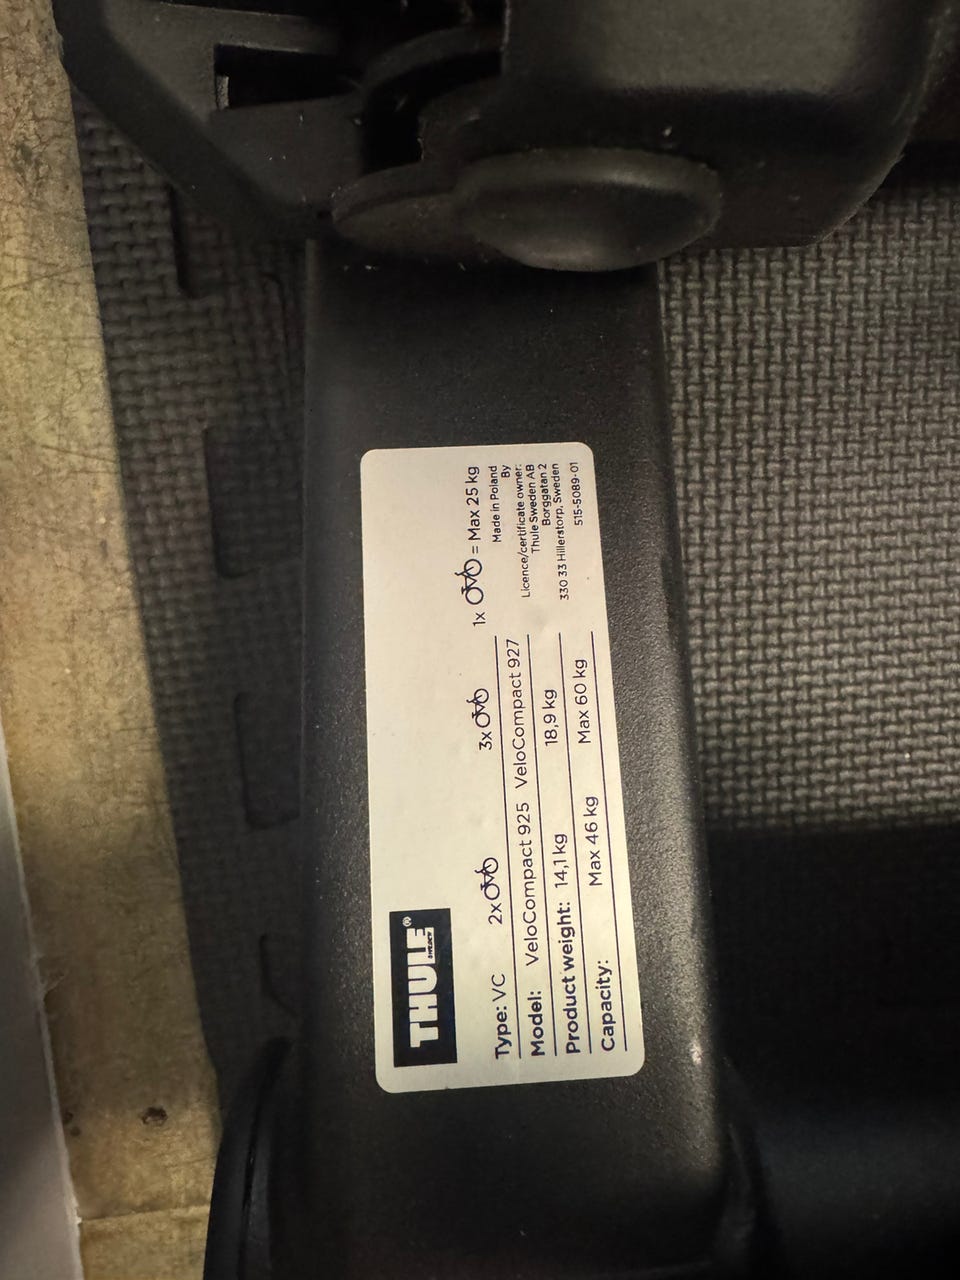 THULE®
SWEDEN
Type: VC 2x 3x 1x = Max 25 kg
Model: VeloCompact 925 VeloCompact 927
Product weight: 14,1 kg 18,9 kg
Capacity: Max 46 kg Max 60 kg
Made in Poland
By
Licence/certificate owner:
Thule Sweden AB
Borggatan 2
330 33 Hillerstorp, Sweden
515-5089-01